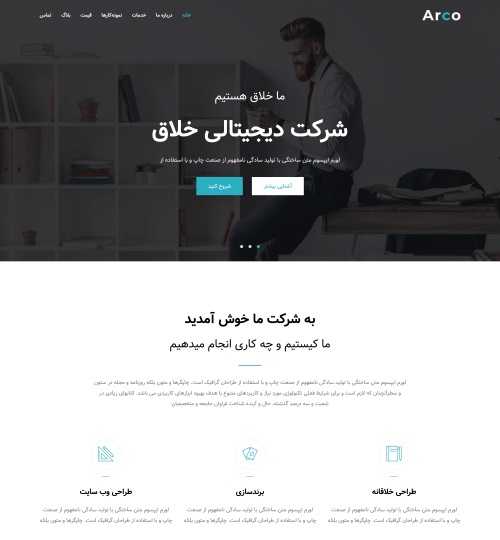 Arco
خانه درباره ما خدمات نمونه‌کارها قیمت بلاگ تماس
ما خلاق هستیم
شرکت دیجیتالی خلاق
لورم ایپسوم متن ساختگی با تولید سادگی نامفهوم از صنعت چاپ و با استفاده از
آشنایی بیشتر
شروع کنید
به شرکت ما خوش آمدید
ما کیستیم و چه کاری انجام میدهیم
لورم ایپسوم متن ساختگی با تولید سادگی نامفهوم از صنعت چاپ و با استفاده از طراحان گرافیک است. چاپگرها و متون بلکه روزنامه و مجله در ستون
و سطرآنچنان که لازم است و برای شرایط فعلی تکنولوژی مورد نیاز و کاربردهای متنوع با هدف بهبود ابزارهای کاربردی می باشد. کتابهای زیادی در
شصت و سه درصد گذشته، حال و آینده شناخت فراوان جامعه و متخصصان
طراحی خلاقانه
لورم ایپسوم متن ساختگی با تولید سادگی نامفهوم از صنعت
چاپ و با استفاده از طراحان گرافیک است. چاپگرها و متون بلکه
برندسازی
لورم ایپسوم متن ساختگی با تولید سادگی نامفهوم از صنعت
چاپ و با استفاده از طراحان گرافیک است. چاپگرها و متون بلکه
طراحی وب سایت
لورم ایپسوم متن ساختگی با تولید سادگی نامفهوم از صنعت
چاپ و با استفاده از طراحان گرافیک است. چاپگرها و متون بلکه